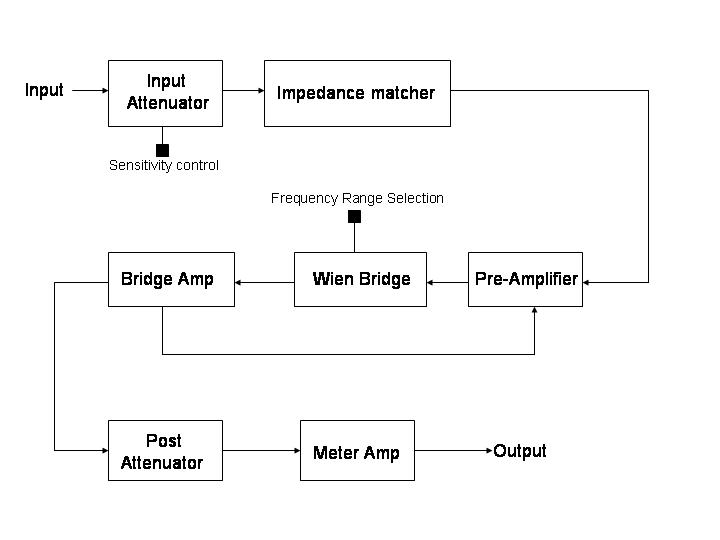 Input
Input
Attenuator
Impedance matcher
Sensitivity control
Frequency Range Selection
Bridge Amp
Wien Bridge
Pre-Amplifier
Post
Attenuator
Meter Amp
Output